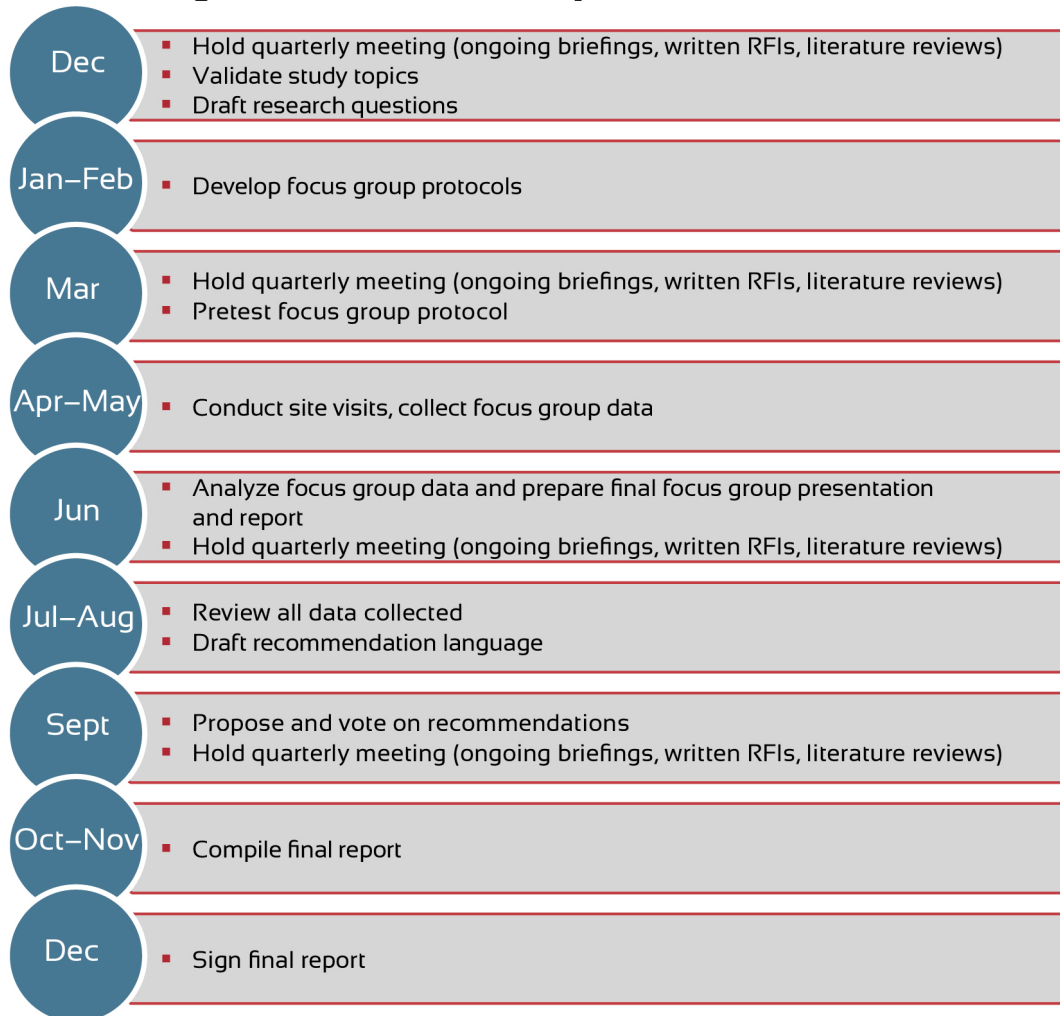 Dec
Hold quarterly meeting (ongoing briefings, written RFIs, literature reviews)
Validate study topics
Draft research questions
Jan–Feb
Develop focus group protocols
Mar
Hold quarterly meeting (ongoing briefings, written RFIs, literature reviews)
Pretest focus group protocol
Apr–May
Conduct site visits, collect focus group data
Jun
Analyze focus group data and prepare final focus group presentation
and report
Hold quarterly meeting (ongoing briefings, written RFIs, literature reviews)
Jul–Aug
Review all data collected
Draft recommendation language
Sept
Propose and vote on recommendations
Hold quarterly meeting (ongoing briefings, written RFIs, literature reviews)
Oct–Nov
Compile final report
Dec
Sign final report